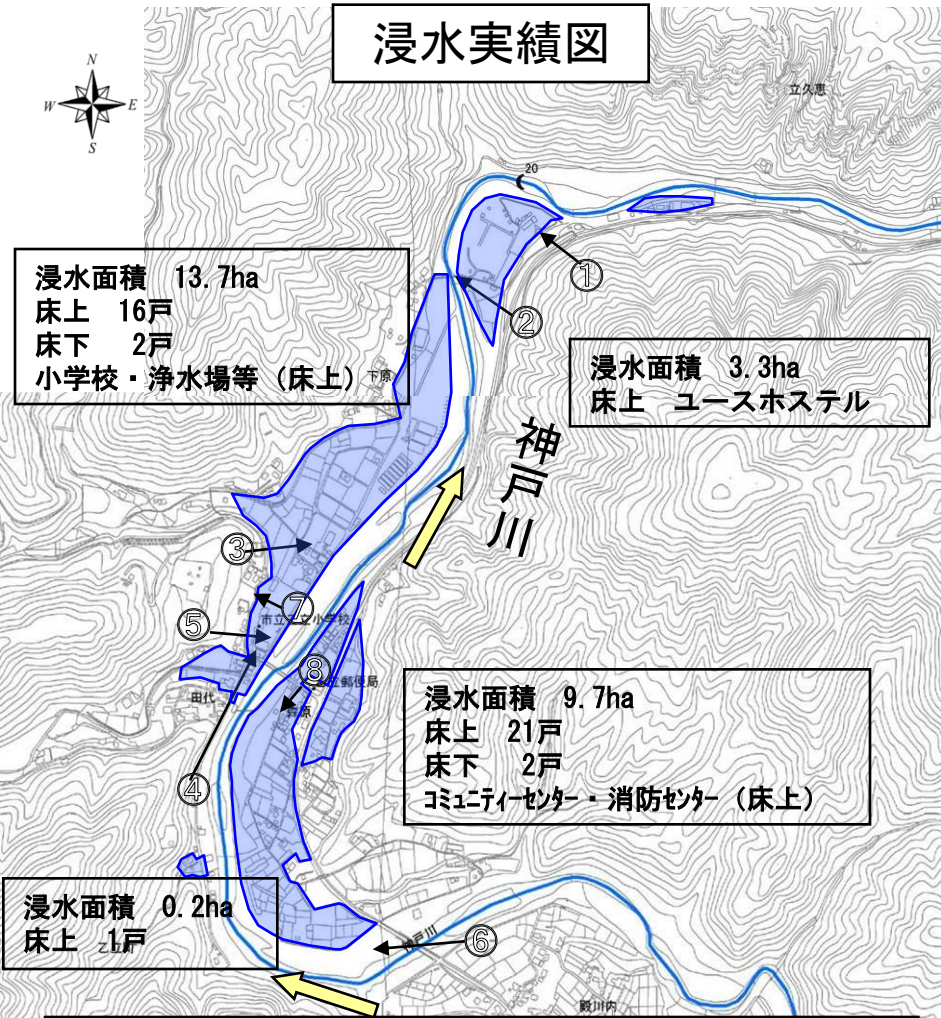 浸水実績図
N
W E
S
立久恵
20
①
浸水面積 13.7ha
床上 16戸
床下 2戸
小学校・浄水場等（床上）
下原
②
浸水面積 3.3ha
床上 ユースホステル
神戸川
③
⑦
⑤
市立乙立小学校
⑧
立郵便局
田代
森原
④
浸水面積 9.7ha
床上 21戸
床下 2戸
コミュニティーセンター・消防センター（床上）
浸水面積 0.2ha
床上 1戸
⑥
神戸川
殿川内